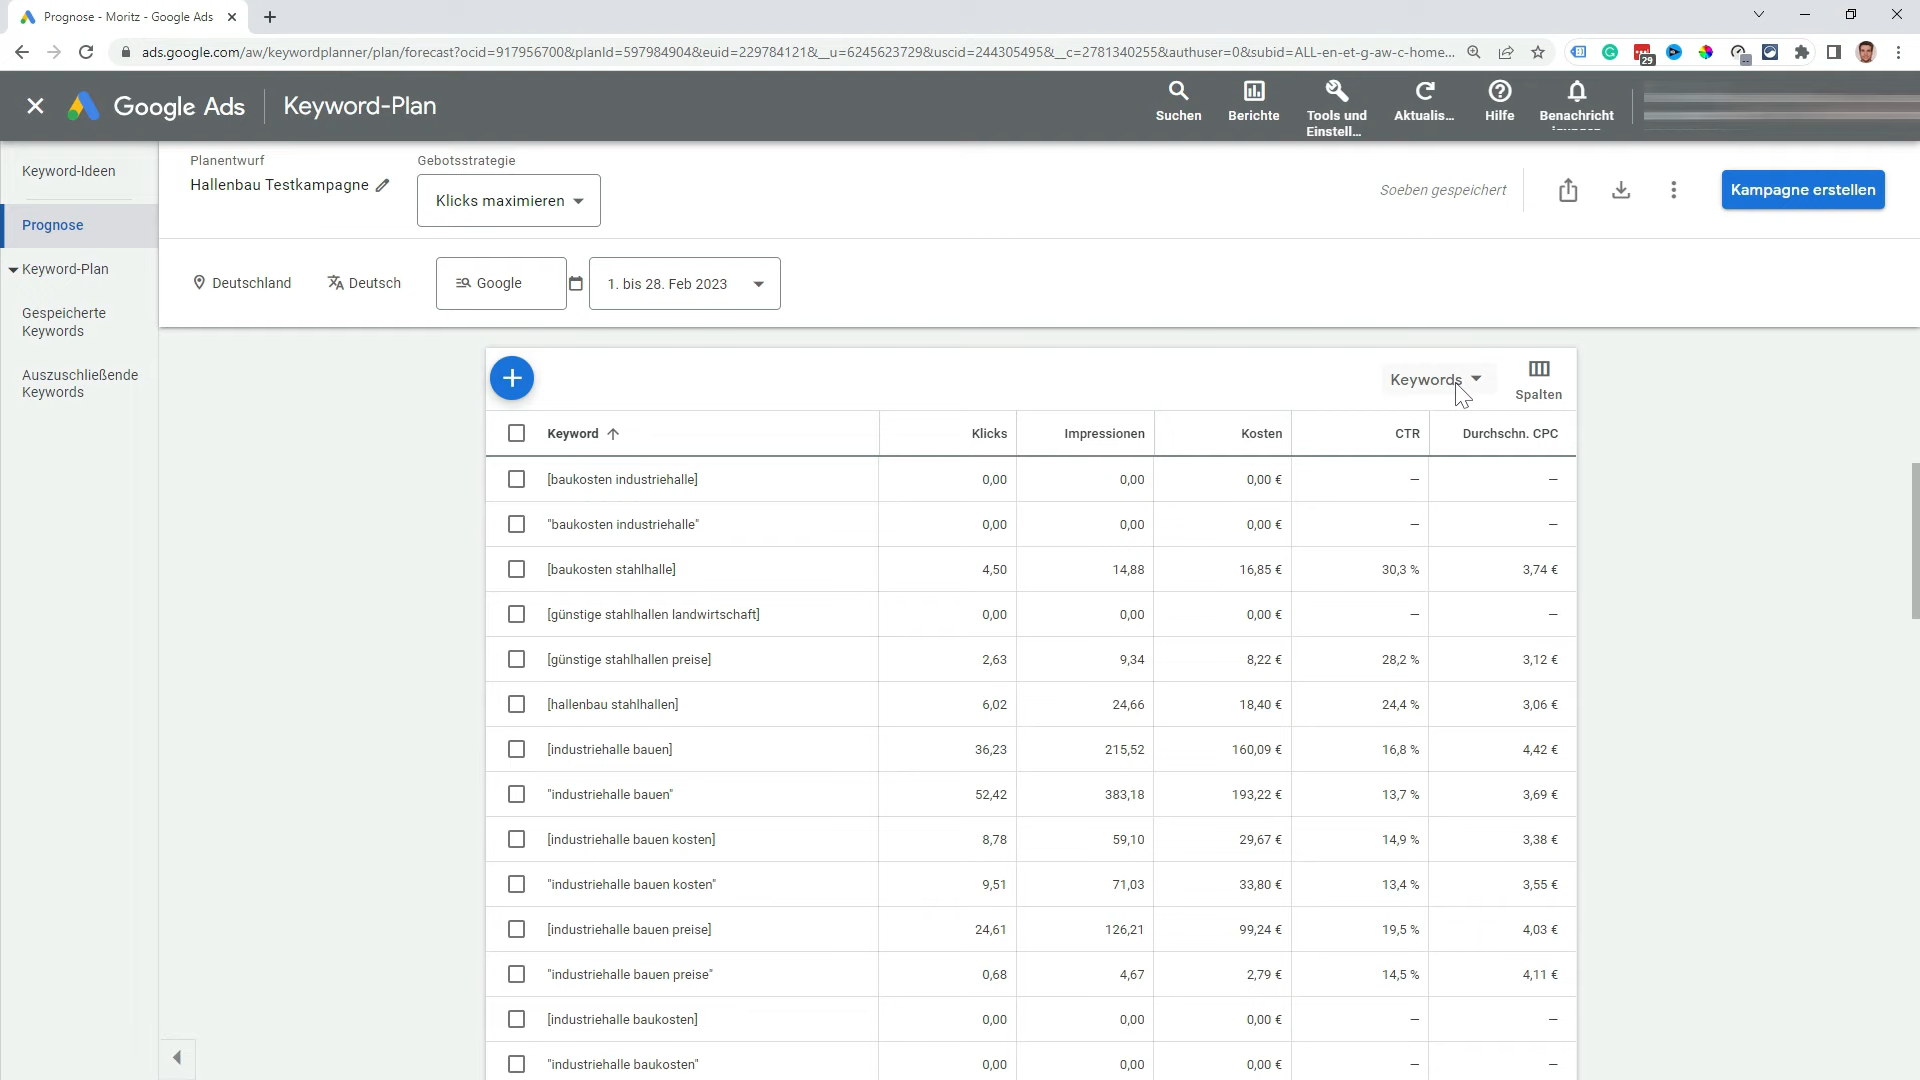 Prognose - Moritz - Google Ads
ads.google.com/aw/keywordplanner/plan/forecast?ocid=917956700&planId=597984904&euid=229784121&__u=6245623729&uscid=244305495&__c=2781340255&authuser=0&subid=ALL-en-et-g-aw-c-home...
29
Google Ads
Keyword-Plan
Suchen
Berichte
Tools und
Einstell...
Aktualis...
Hilfe
Benachricht
Keyword-Ideen
Prognose
Keyword-Plan
Gespeicherte
Keywords
Auszuschließende
Keywords
Planentwurf
Hallenbau Testkampagne
Gebotsstrategie
Klicks maximieren
Soeben gespeichert
Kampagne erstellen
Deutschland
Deutsch
Google
1. bis 28. Feb 2023
Keywords
Spalten
Keyword Klicks Impressionen Kosten CTR Durchschn. CPC
[baukosten industriehalle] 0,00 0,00 0,00 € — —
"baukosten industriehalle" 0,00 0,00 0,00 € — —
[baukosten stahlhalle] 4,50 14,88 16,85 € 30,3 % 3,74 €
[günstige stahlhallen landwirtschaft] 0,00 0,00 0,00 € — —
[günstige stahlhallen preise] 2,63 9,34 8,22 € 28,2 % 3,12 €
[hallenbau stahlhallen] 6,02 24,66 18,40 € 24,4 % 3,06 €
[industriehalle bauen] 36,23 215,52 160,09 € 16,8 % 4,42 €
"industriehalle bauen" 52,42 383,18 193,22 € 13,7 % 3,69 €
[industriehalle bauen kosten] 8,78 59,10 29,67 € 14,9 % 3,38 €
"industriehalle bauen kosten" 9,51 71,03 33,80 € 13,4 % 3,55 €
[industriehalle bauen preise] 24,61 126,21 99,24 € 19,5 % 4,03 €
"industriehalle bauen preise" 0,68 4,67 2,79 € 14,5 % 4,11 €
[industriehalle baukosten] 0,00 0,00 0,00 € — —
"industriehalle baukosten" 0,00 0,00 0,00 € — —